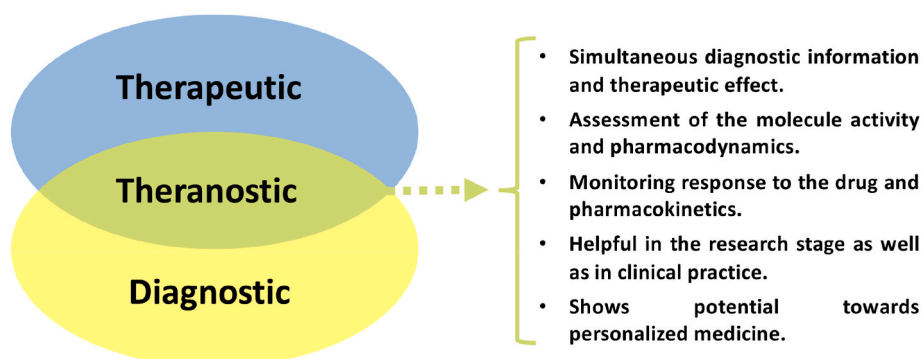 Therapeutic
Theranostic
Diagnostic
• Simultaneous diagnostic information
and therapeutic effect.
• Assessment of the molecule activity
and pharmacodynamics.
• Monitoring response to the drug and
pharmacokinetics.
• Helpful in the research stage as well
as in clinical practice.
• Shows potential towards
personalized medicine.